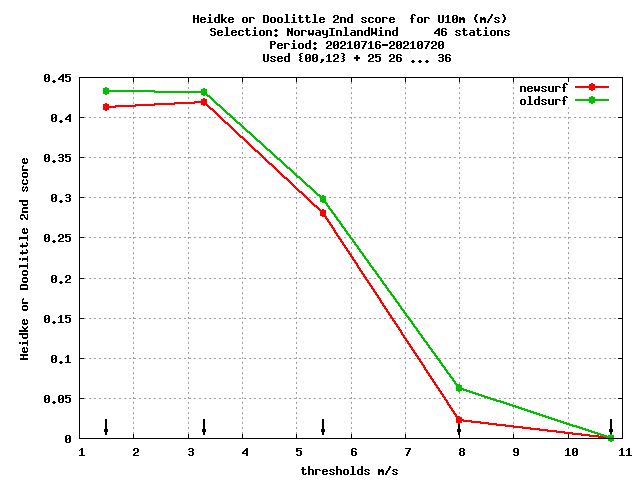 Heidke or Doolittle 2nd score  for U10m (m/s)
Selection: NorwayInlandWind     46 stations
Period: 20210716-20210720
Used {00,12} + 25 26 ... 36
newsurf
oldsurf
Heidke or Doolittle 2nd score
0.45
0.4
0.35
0.3
0.25
0.2
0.15
0.1
0.05
0
1 2 3 4 5 6 7 8 9 10 11
thresholds m/s